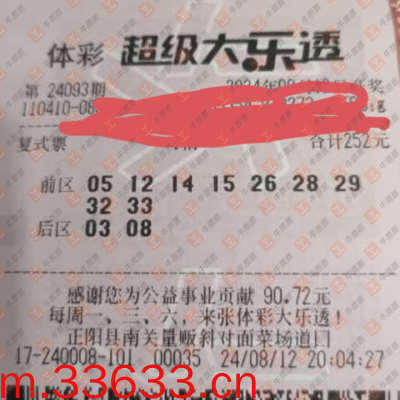 体彩 超级大乐透
第 24093期
110410-08
复式票 合计252元
前区 05 12 14 15 26 28 29
32 33
后区 03 08
感谢您为公益事业贡献 90.72元
每周一、三、六,来张体彩大乐透!
正阳县南关量贩斜对面菜场道口
17-240008-101 00035 24/08/12 20:04:27
m.33633.cn